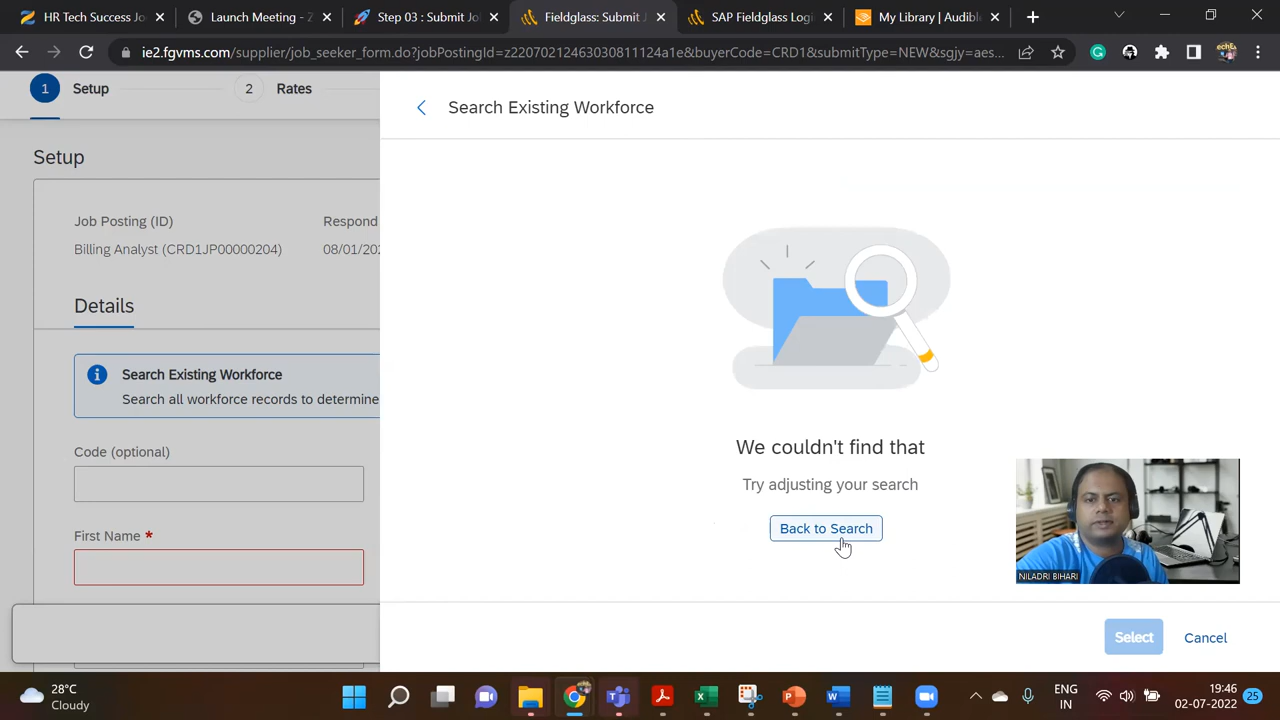 HR Tech Success Jo
Launch Meeting - Z
Step 03 : Submit Jo
Fieldglass: Submit J
SAP Fieldglass Logi
My Library | Audible
ie2.fgvms.com/supplier/job_seeker_form.do?jobPostingId=z22070212463030811124a1e&buyerCode=CRD1&submitType=NEW&sgjy=aes...
1 Setup 2 Rates
Search Existing Workforce
Setup
Job Posting (ID) Respond
Billing Analyst (CRD1JP00000204) 08/01/202
Details
Search Existing Workforce
Search all workforce records to determine
Code (optional)
First Name *
We couldn't find that
Try adjusting your search
Back to Search
NILADRI BIHARI
Select Cancel
28°C
Cloudy
ENG
IN
19:46
02-07-2022
25